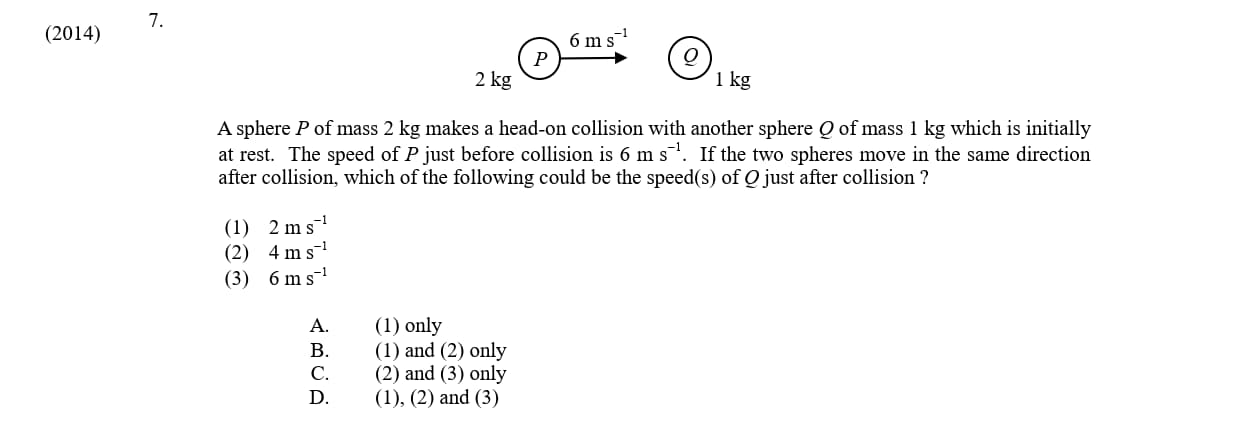 (2014)
7.
6 m s⁻¹
P
Q
2 kg
1 kg
A sphere P of mass 2 kg makes a head-on collision with another sphere Q of mass 1 kg which is initially
at rest. The speed of P just before collision is 6 m s⁻¹. If the two spheres move in the same direction
after collision, which of the following could be the speed(s) of Q just after collision ?
(1) 2 m s⁻¹
(2) 4 m s⁻¹
(3) 6 m s⁻¹
A. (1) only
B. (1) and (2) only
C. (2) and (3) only
D. (1), (2) and (3)